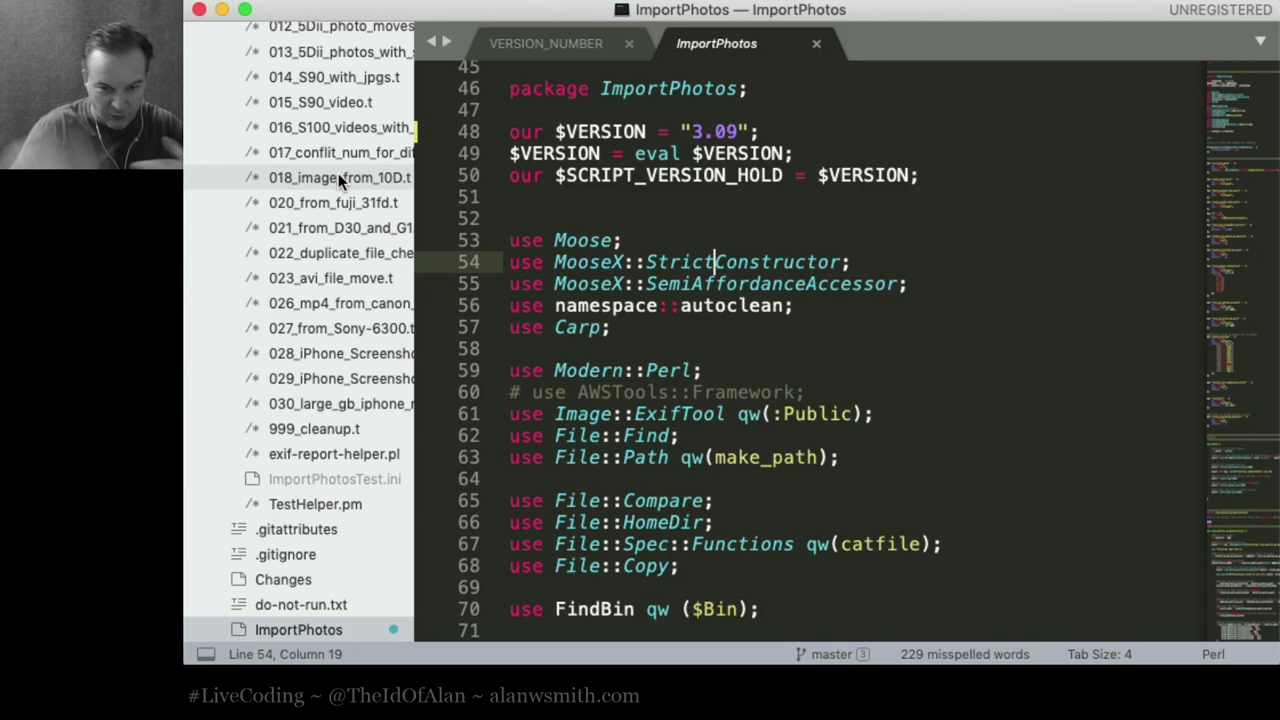 ImportPhotos — ImportPhotos
UNREGISTERED
VERSION_NUMBER
ImportPhotos
/* 012_5Dii_photo_moves
/* 013_5Dii_photos_with_
/* 014_S90_with_jpgs.t
/* 015_S90_video.t
/* 016_S100_videos_with_
/* 017_conflit_num_for_dif
/* 018_image_from_10D.t
/* 020_from_fuji_31fd.t
/* 021_from_D30_and_G1
/* 022_duplicate_file_che
/* 023_avi_file_move.t
/* 026_mp4_from_canon_
/* 027_from_Sony-6300.t
/* 028_iPhone_Screensho
/* 029_iPhone_Screensho
/* 030_large_gb_iphone_r
/* 999_cleanup.t
/* exif-report-helper.pl
ImportPhotosTest.ini
/* TestHelper.pm
.gitattributes
.gitignore
Changes
do-not-run.txt
ImportPhotos
45
46 package ImportPhotos;
47
48 our $VERSION = "3.09";
49 $VERSION = eval $VERSION;
50 our $SCRIPT_VERSION_HOLD = $VERSION;
51
52
53 use Moose;
54 use MooseX::StrictConstructor;
55 use MooseX::SemiAffordanceAccessor;
56 use namespace::autoclean;
57 use Carp;
58
59 use Modern::Perl;
60 # use AWSTools::Framework;
61 use Image::ExifTool qw(:Public);
62 use File::Find;
63 use File::Path qw(make_path);
64
65 use File::Compare;
66 use File::HomeDir;
67 use File::Spec::Functions qw(catfile);
68 use File::Copy;
69
70 use FindBin qw ($Bin);
71
Line 54, Column 19
master 3
229 misspelled words
Tab Size: 4
Perl
#LiveCoding ~ @TheIdOfAlan ~ alanwsmith.com